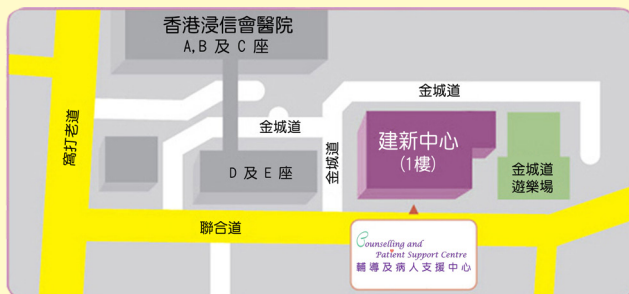 香港浸信會醫院
A,B 及 C 座
金城道
窩打老道
金城道
D 及 E 座
金城道
建新中心
(1樓)
金城道
遊樂場
聯合道
Counselling and
Patient Support Centre
輔導及病人支援中心